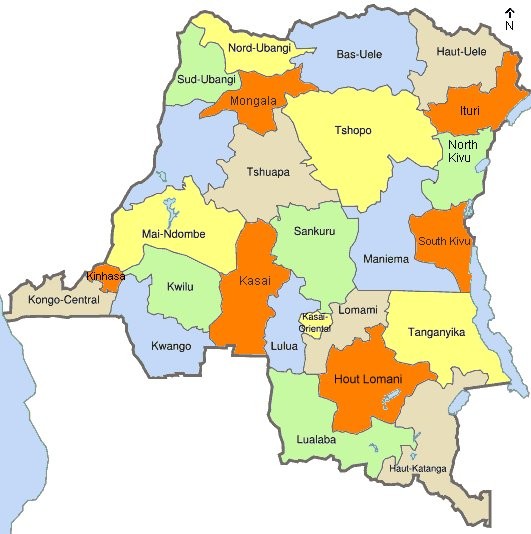 N
Nord-Ubangi
Bas-Uele
Haut-Uele
Sud-Ubangi
Mongala
Ituri
Tshopo
North
Kivu
Tshuapa
Mai-Ndombe
Sankuru
South Kivu
Maniema
Kinhasa
Kasai
Kwilu
Kongo-Central
Lomami
Kasai-
Oriental
Tanganyika
Kwango
Lulua
Hout Lomani
Lualaba
Haut-Katanga